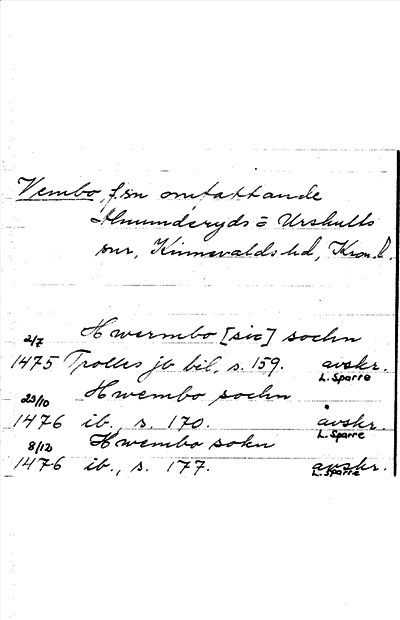 Vembo, f. sn omfattande
Almundsryds o Urshults
snr, Kinnevalds hd, Kron. l.
Hwermbo [sic] sochn
2/7
1475 Trolles jb bil, s. 159. avskr.
L. Sparre
Hwembo sochn
23/10
1476 ib., s. 170. avskr.
L. Sparre
Hwembo sokn
8/12
1476 ib., s. 177. avskr.
L. Sparre